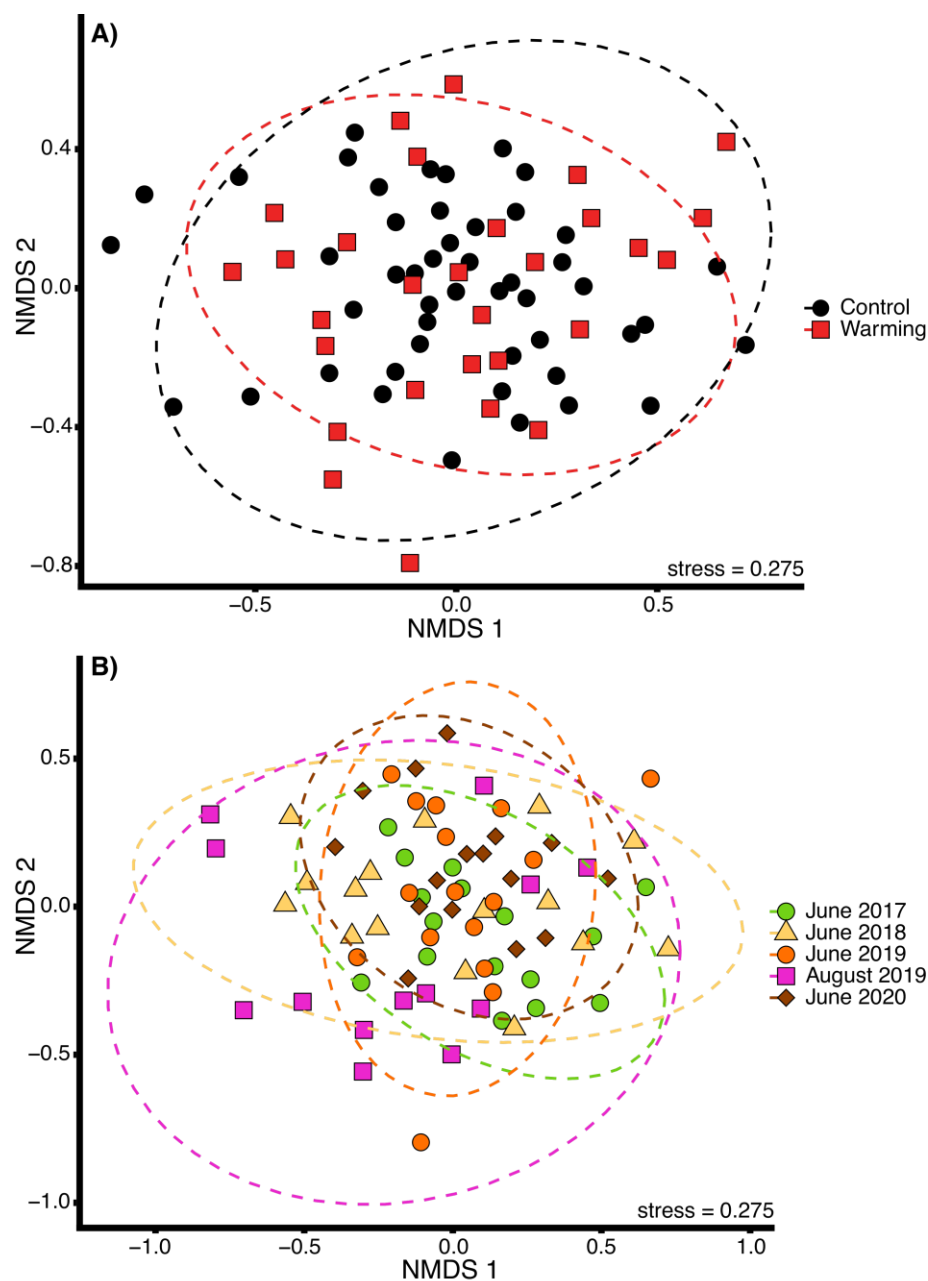 A)
NMDS 2
0.4
0.0
−0.4
−0.8
Control
Warming
stress = 0.275
−0.5
0.0
0.5
NMDS 1
B)
NMDS 2
0.5
0.0
−0.5
−1.0
June 2017
June 2018
June 2019
August 2019
June 2020
stress = 0.275
−1.0
−0.5
0.0
0.5
1.0
NMDS 1